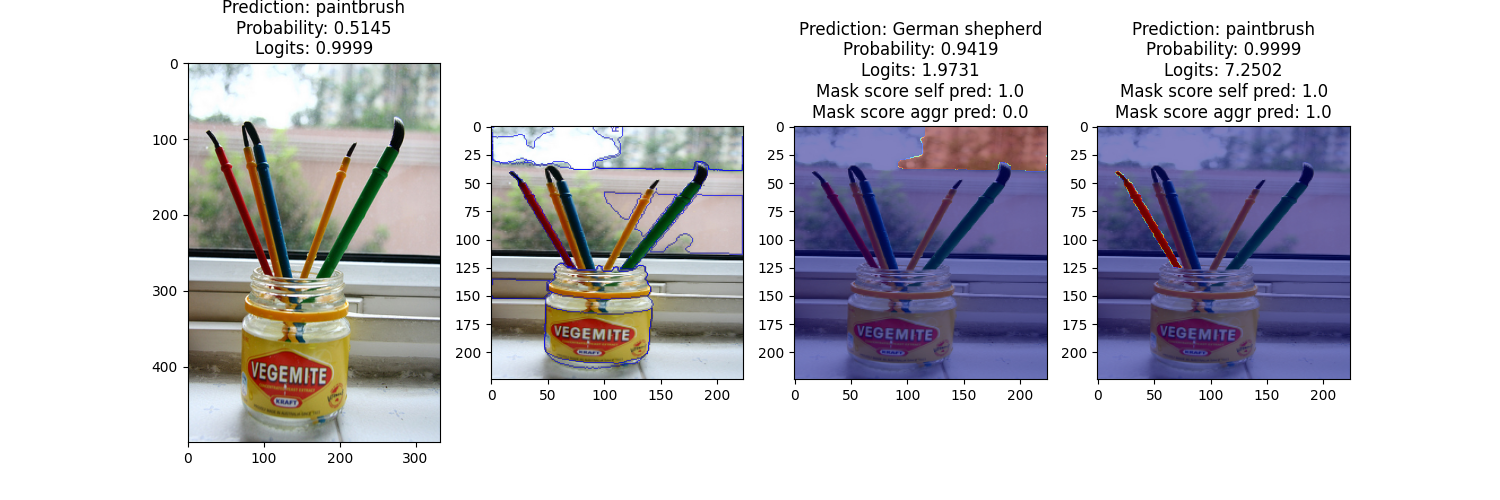 Prediction: paintbrush
Probability: 0.5145
Logits: 0.9999
0
100
200
300
400
0 100 200 300
VEGEMITE
KRAFT
0
25
50
75
100
125
150
175
200
0 50 100 150 200
VEGEMITE
KRAFT
Prediction: German shepherd
Probability: 0.9419
Logits: 1.9731
Mask score self pred: 1.0
Mask score aggr pred: 0.0
0
25
50
75
100
125
150
175
200
0 50 100 150 200
VEGEMITE
KRAFT
Prediction: paintbrush
Probability: 0.9999
Logits: 7.2502
Mask score self pred: 1.0
Mask score aggr pred: 1.0
0
25
50
75
100
125
150
175
200
0 50 100 150 200
VEGEMITE
KRAFT